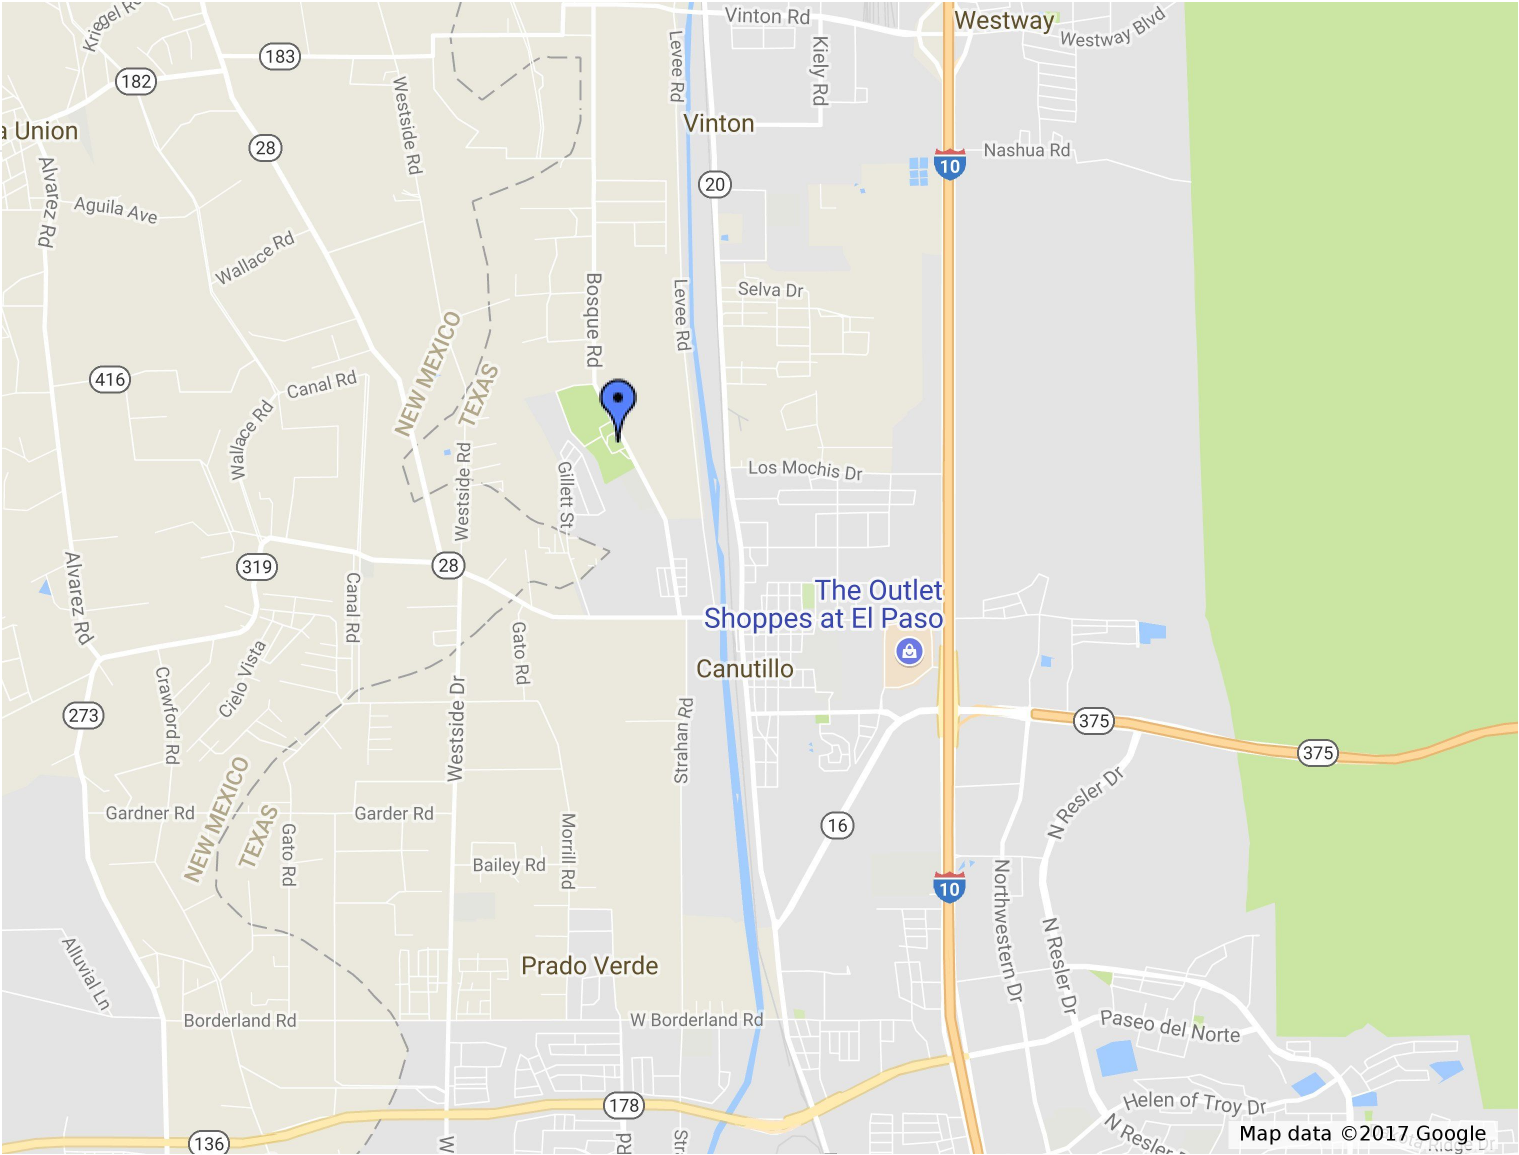 Kriegel Rd
Vinton Rd
Westway
Westway Blvd
183
182
Levee Rd
Kiely Rd
Westside Rd
a Union
Vinton
28
Nashua Rd
10
Alvarez Rd
20
Aguila Ave
Wallace Rd
Bosque Rd
Levee Rd
Selva Dr
NEW MEXICO
TEXAS
416
Canal Rd
Wallace Rd
Westside Rd
Gillett St
Los Mochis Dr
319
28
Alvarez Rd
Canal Rd
The Outlet
Shoppes at El Paso
Gato Rd
Cielo Vista
Crawford Rd
Canutillo
273
Westside Dr
Strahan Rd
375
375
NEW MEXICO
TEXAS
Gardner Rd
Garder Rd
N Resler Dr
16
Gato Rd
Morrill Rd
Bailey Rd
10
Northwestern Dr
N Resler Dr
Alluvial Ln
Prado Verde
Borderland Rd
W Borderland Rd
Paseo del Norte
178
136
W
Rd
Stra
Helen of Troy Dr
N Resler
Ridge Dr
Map data ©2017 Google